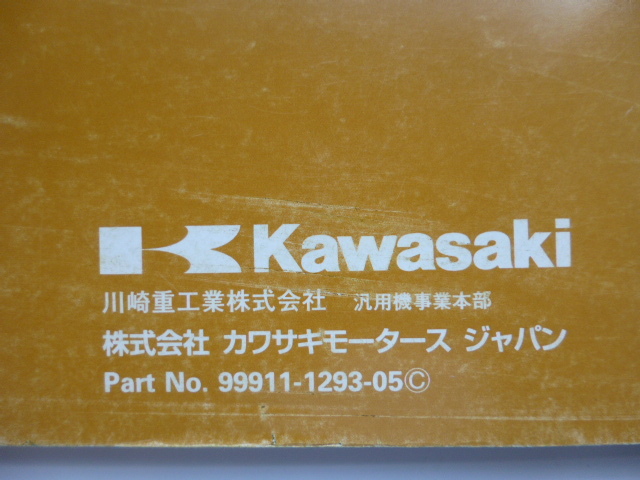 Kawasaki
川崎重工業株式会社 汎用機事業本部
株式会社 カワサキモータース ジャパン
Part No. 99911-1293-05Ⓒ